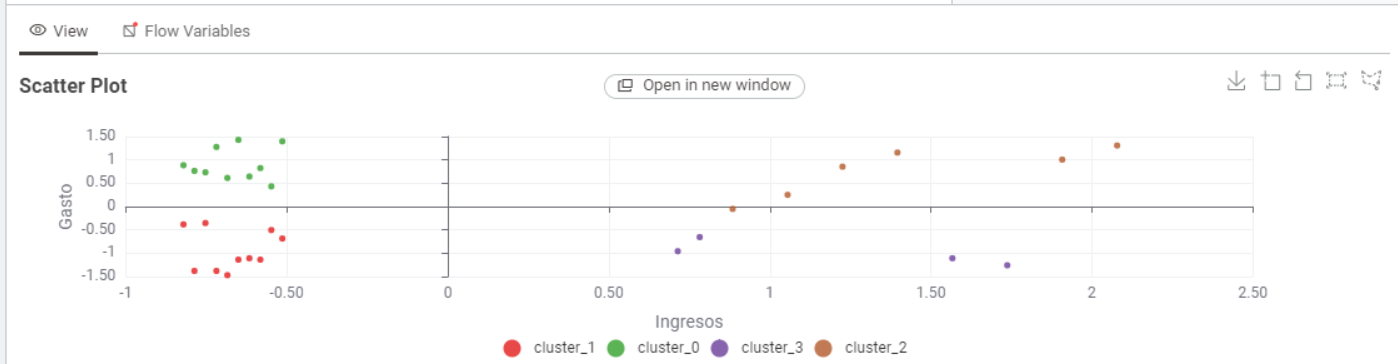 View Flow Variables
Scatter Plot Open in new window
1.50
1
0.50
0
-0.50
-1
-1.50
Gasto
-1 -0.50 0 0.50 1 1.50 2 2.50
Ingresos
cluster_1 cluster_0 cluster_3 cluster_2